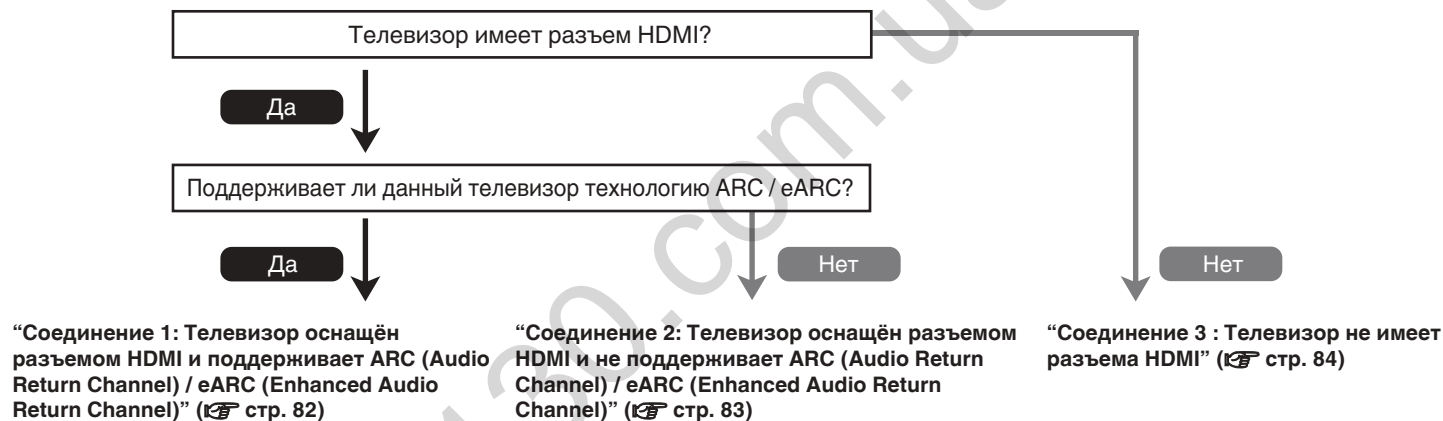 Телевизор имеет разъем HDMI?
Да
Поддерживает ли данный телевизор технологию ARC / eARC?
Да
Нет
Нет
“Соединение 1: Телевизор оснащён
разъемом HDMI и поддерживает ARC (Audio
Return Channel) / eARC (Enhanced Audio
Return Channel)” (☞ стр. 82)
“Соединение 2: Телевизор оснащён разъемом
HDMI и не поддерживает ARC (Audio Return
Channel) / eARC (Enhanced Audio Return
Channel)” (☞ стр. 83)
“Соединение 3 : Телевизор не имеет
разъема HDMI” (☞ стр. 84)
130.com.ua